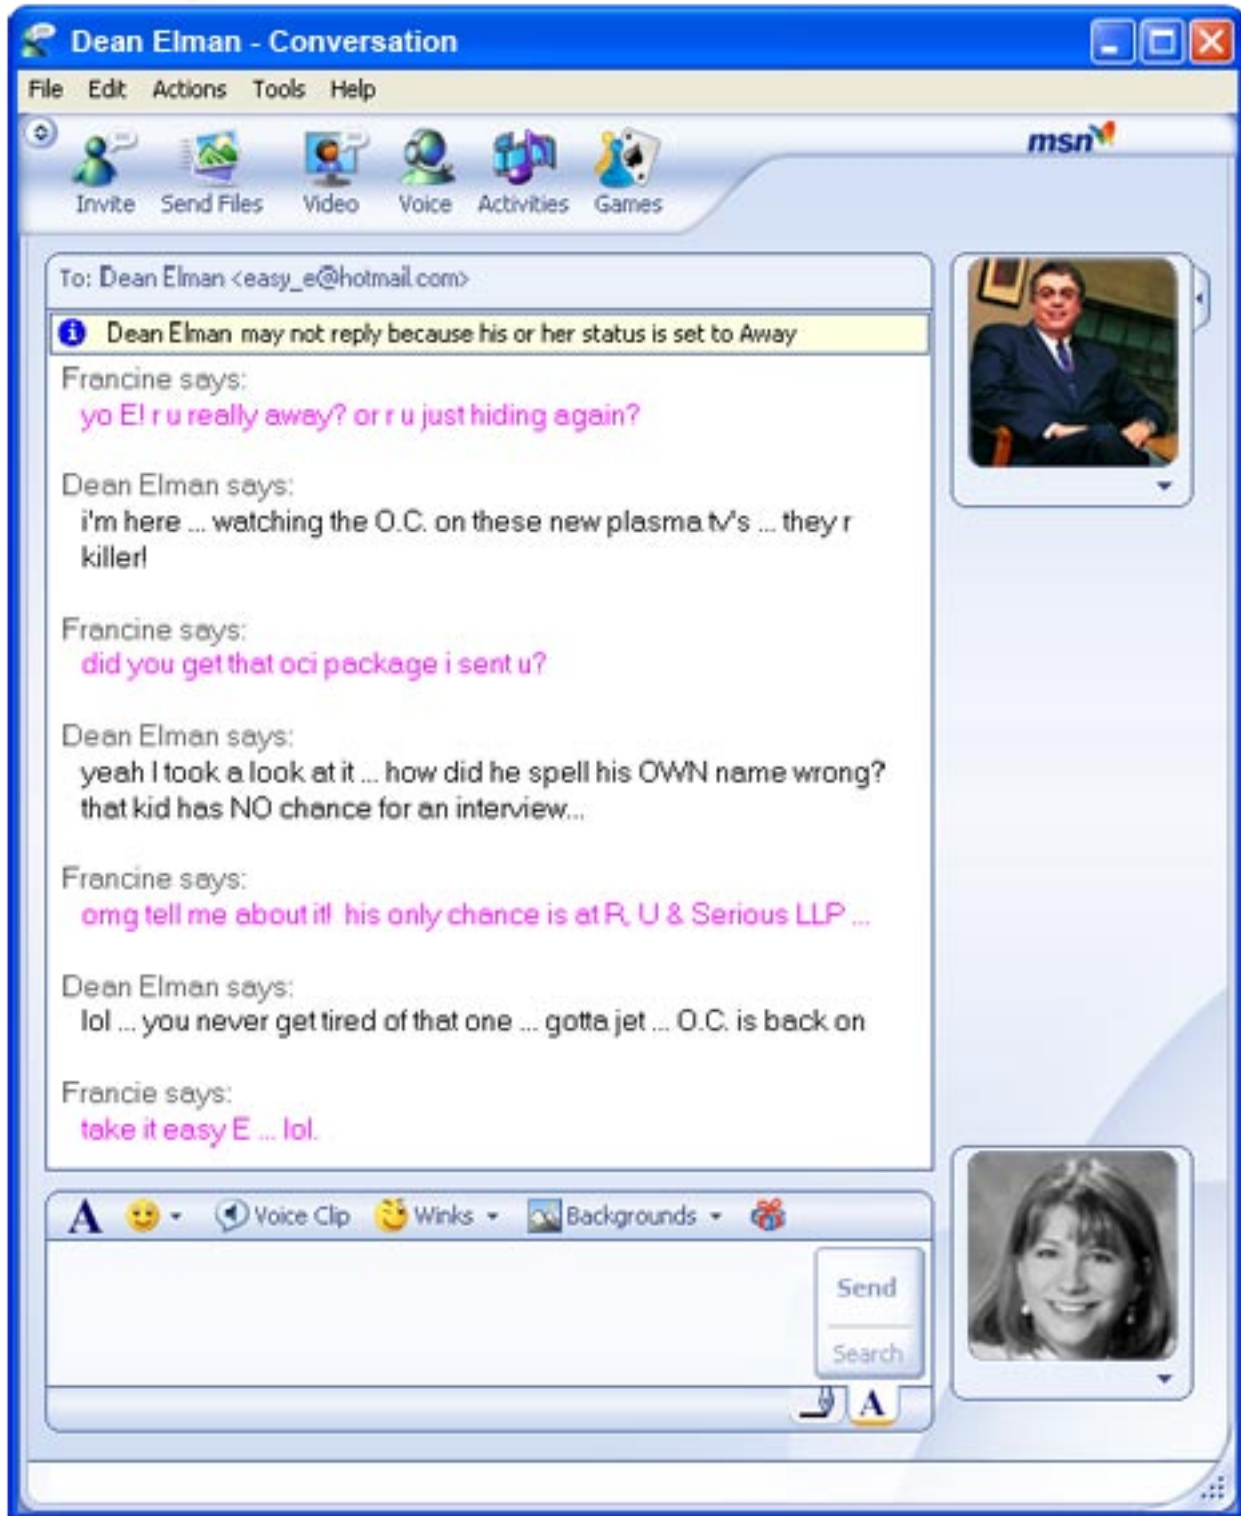 Dean Elman - Conversation
File Edit Actions Tools Help
msn
Invite Send Files Video Voice Activities Games
To: Dean Elman <easy_e@hotmail.com>
Dean Elman may not reply because his or her status is set to Away
Francine says:
yo E! r u really away? or r u just hiding again?
Dean Elman says:
i'm here ... watching the O.C. on these new plasma tv's ... they r
killer!
Francine says:
did you get that oci package i sent u?
Dean Elman says:
yeah I took a look at it ... how did he spell his OWN name wrong?
that kid has NO chance for an interview...
Francine says:
omg tell me about it!  his only chance is at R, U & Serious LLP ...
Dean Elman says:
lol ... you never get tired of that one ... gotta jet ... O.C. is back on
Francie says:
take it easy E ... lol.
A Voice Clip Winks Backgrounds
Send
Search
A